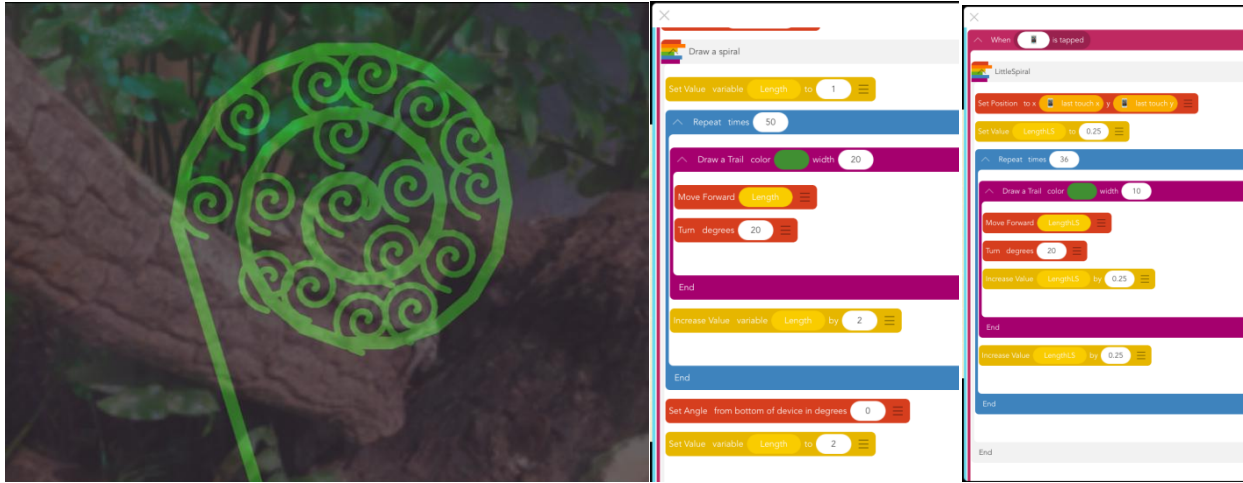 Draw a spiral
Set Value variable Length to 1
Repeat times 50
Draw a Trail color width 20
Move Forward Length
Turn degrees 20
End
Increase Value variable Length by 2
End
Set Angle from bottom of device in degrees 0
Set Value variable Length to 2
When is tapped
LittleSpiral
Set Position to x last touch x y last touch y
Set Value LengthLS to 0.25
Repeat times 36
Draw a Trail color width 10
Move Forward LengthLS
Turn degrees 20
Increase Value LengthLS by 0.25
End
Increase Value LengthLS by 0.25
End
End